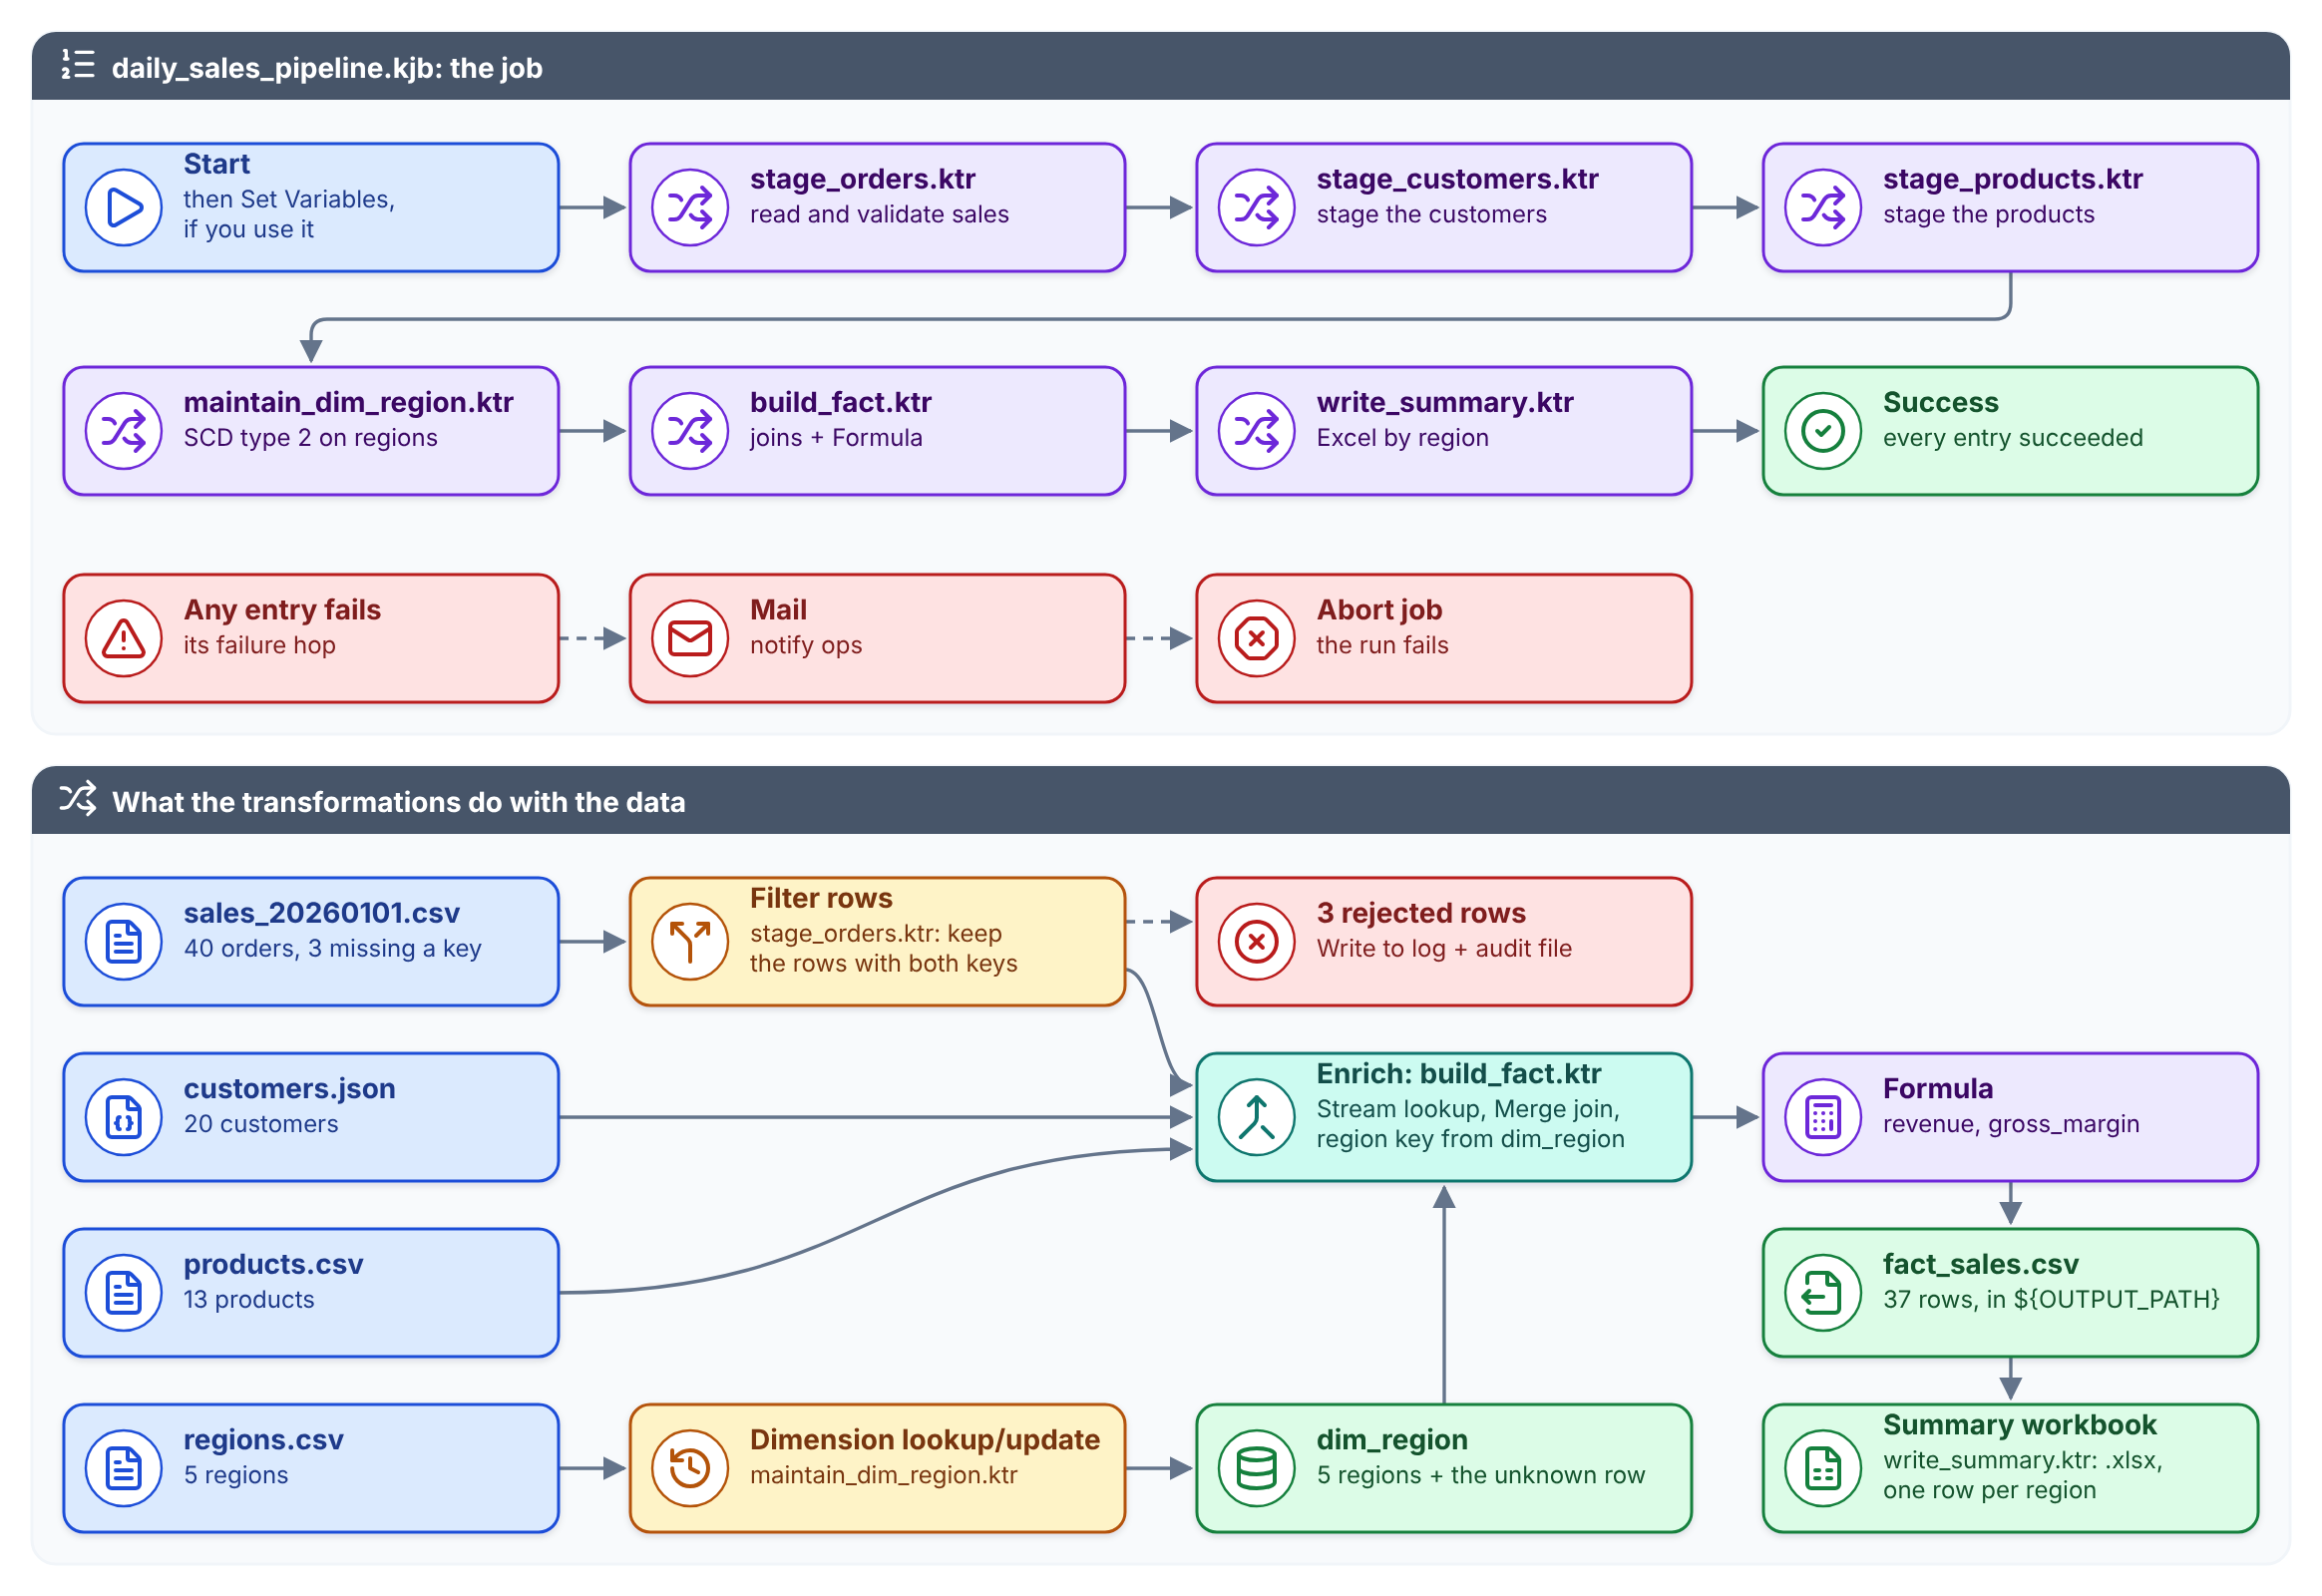 daily_sales_pipeline.kjb: the job
Start
then Set Variables,
if you use it
stage_orders.ktr
read and validate sales
stage_customers.ktr
stage the customers
stage_products.ktr
stage the products
maintain_dim_region.ktr
SCD type 2 on regions
build_fact.ktr
joins + Formula
write_summary.ktr
Excel by region
Success
every entry succeeded
Any entry fails
its failure hop
Mail
notify ops
Abort job
the run fails
What the transformations do with the data
sales_20260101.csv
40 orders, 3 missing a key
Filter rows
stage_orders.ktr: keep
the rows with both keys
3 rejected rows
Write to log + audit file
customers.json
20 customers
Enrich: build_fact.ktr
Stream lookup, Merge join,
region key from dim_region
Formula
revenue, gross_margin
products.csv
13 products
fact_sales.csv
37 rows, in ${OUTPUT_PATH}
regions.csv
5 regions
Dimension lookup/update
maintain_dim_region.ktr
dim_region
5 regions + the unknown row
Summary workbook
write_summary.ktr: .xlsx,
one row per region